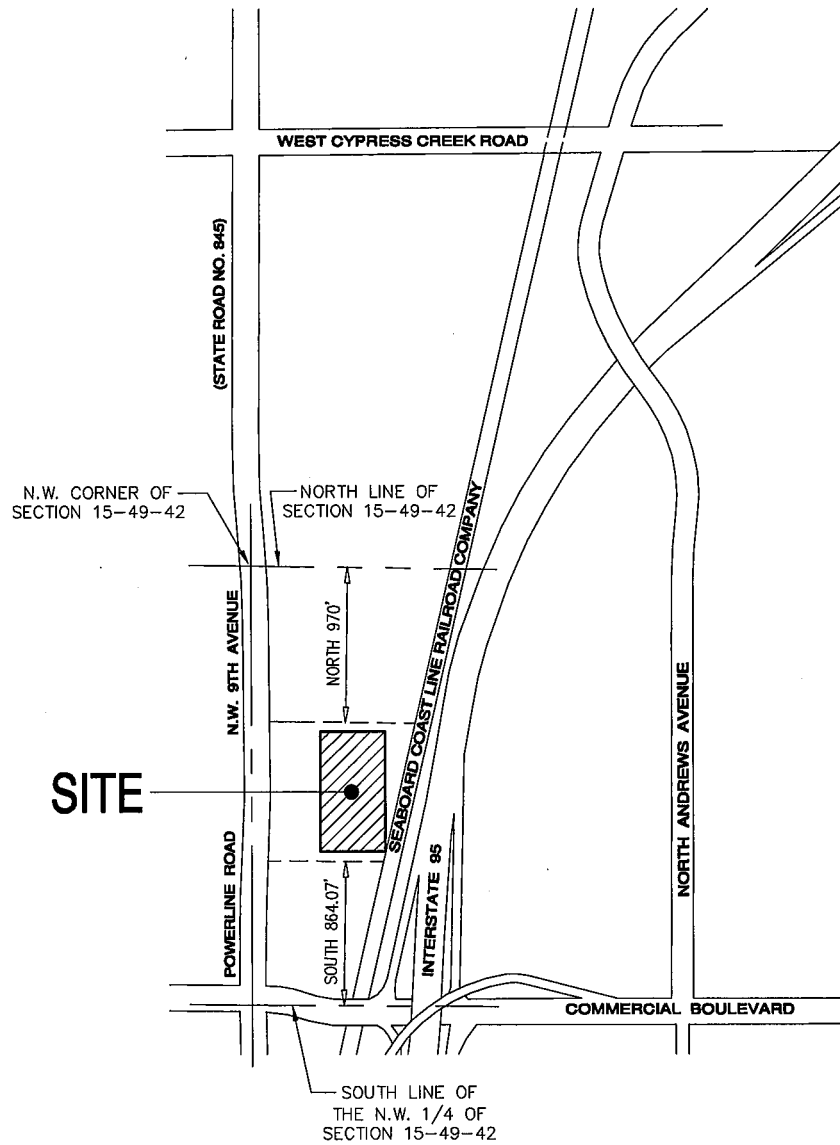 WEST CYPRESS CREEK ROAD
(STATE ROAD NO. 845)
N.W. CORNER OF
SECTION 15-49-42
NORTH LINE OF
SECTION 15-49-42
SEABOARD COAST LINE RAILROAD COMPANY
N.W. 9TH AVENUE
NORTH 970'
SITE
NORTH ANDREWS AVENUE
POWERLINE ROAD
SOUTH 864.07'
INTERSTATE 95
COMMERCIAL BOULEVARD
SOUTH LINE OF
THE N.W. 1/4 OF
SECTION 15-49-42